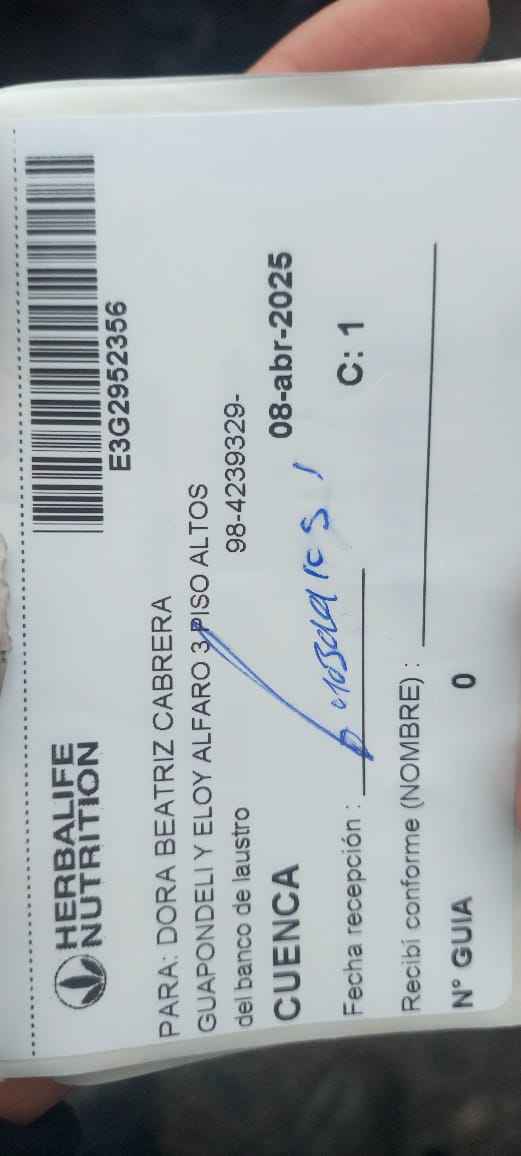 HERBALIFE
NUTRITION
E3G2952356
PARA: DORA BEATRIZ CABRERA
GUAPONDELI Y ELOY ALFARO 3 PISO ALTOS
del banco de laustro 98-4239329-
CUENCA 08-abr-2025
Fecha recepción : C: 1
Recibí conforme (NOMBRE) :
N° GUIA 0